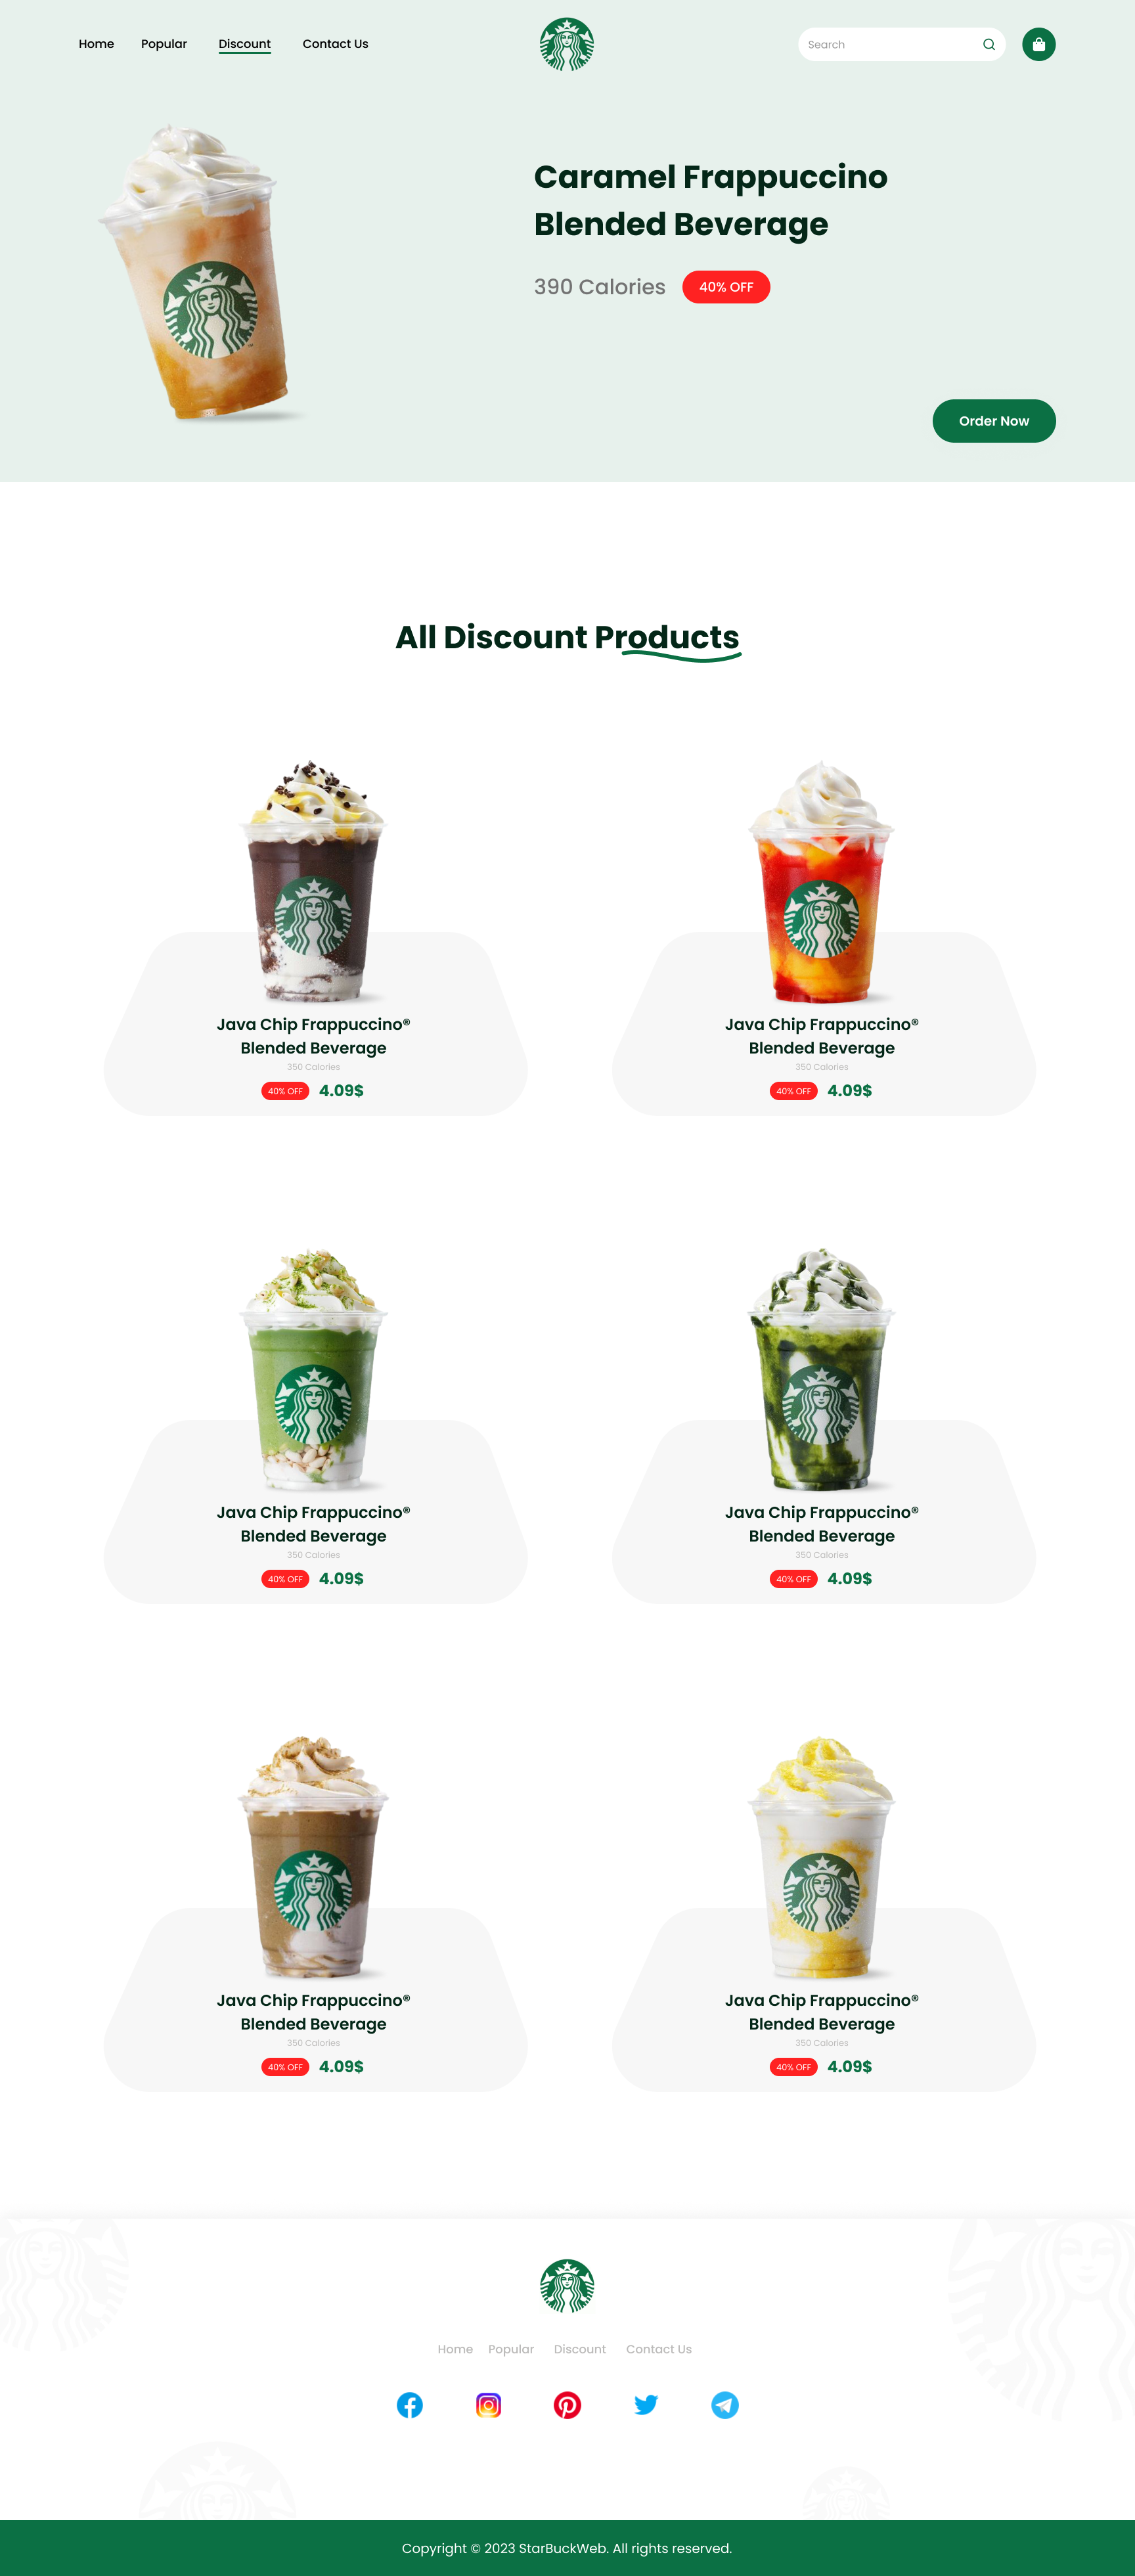 Home Popular Discount Contact Us
Search
Caramel Frappuccino
Blended Beverage
390 Calories 40% OFF
Order Now
All Discount Products
Java Chip Frappuccino®
Blended Beverage
350 Calories
40% OFF 4.09$
Java Chip Frappuccino®
Blended Beverage
350 Calories
40% OFF 4.09$
Java Chip Frappuccino®
Blended Beverage
350 Calories
40% OFF 4.09$
Java Chip Frappuccino®
Blended Beverage
350 Calories
40% OFF 4.09$
Java Chip Frappuccino®
Blended Beverage
350 Calories
40% OFF 4.09$
Java Chip Frappuccino®
Blended Beverage
350 Calories
40% OFF 4.09$
Home Popular Discount Contact Us
Copyright © 2023 StarBuckWeb. All rights reserved.